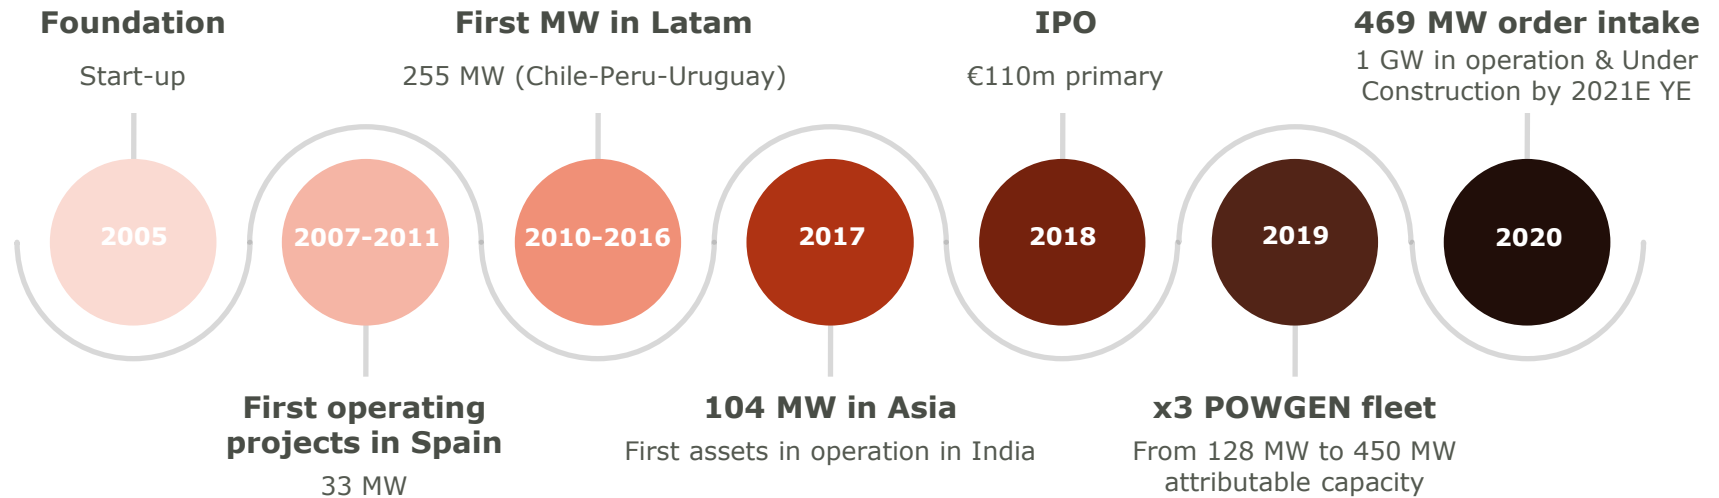 Foundation
Start-up
2005
2007-2011
First operating
projects in Spain
33 MW
First MW in Latam
255 MW (Chile-Peru-Uruguay)
2010-2016
2017
104 MW in Asia
First assets in operation in India
IPO
€110m primary
2018
2019
x3 POWGEN fleet
From 128 MW to 450 MW
attributable capacity
469 MW order intake
1 GW in operation & Under
Construction by 2021E YE
2020